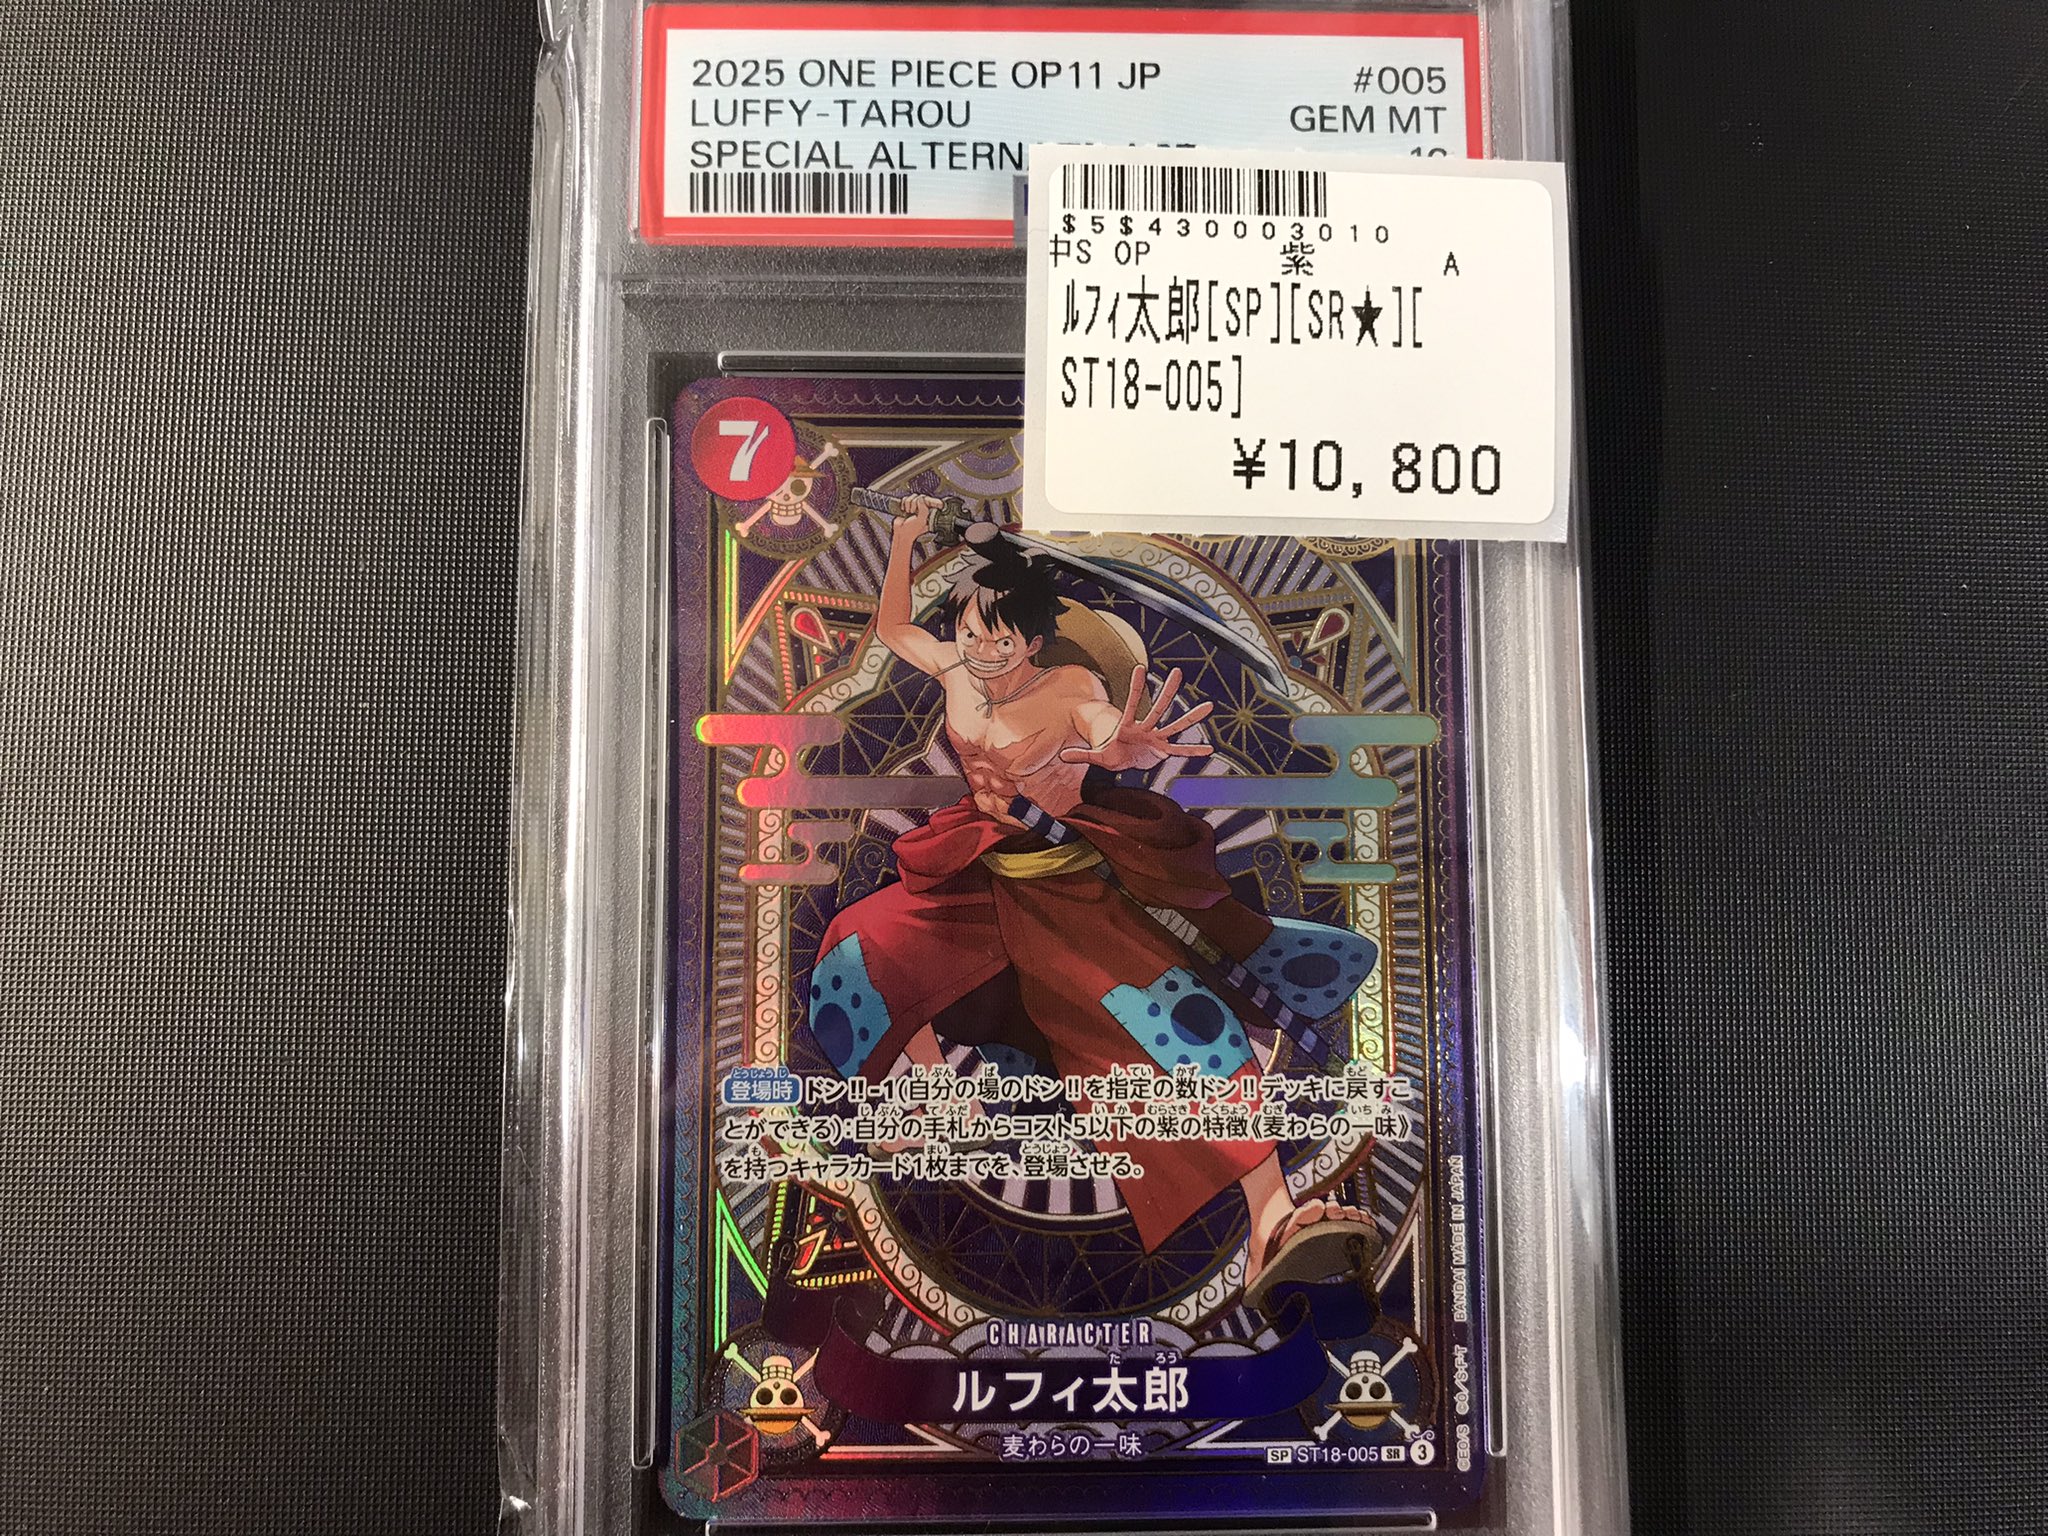 2025 ONE PIECE OP11 JP #005
LUFFY-TAROU GEM MT
SPECIAL
$5$430003010
中S OP 紫 A
ルフィ太郎[SP][SR★][
ST18-005]
¥10,800
7
登場時 ドン!!-1(自分の場のドン!!を指定の数ドン!!デッキに戻すこ
とができる):自分の手札からコスト5以下の紫の特徴《麦わらの一味》
を持つキャラカード1枚までを、登場させる。
CHARACTER
ルフィ太郎
麦わらの一味
SP ST18-005 SR 3
©EO/S ©O/S・F・T BANDAI MADE IN JAPAN